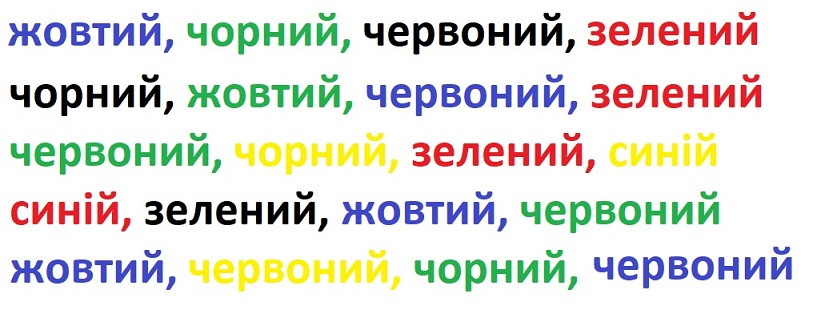 жовтий, чорний, червоний, зелений
чорний, жовтий, червоний, зелений
червоний, чорний, зелений, синій
синій, зелений, жовтий, червоний
жовтий, червоний, чорний, червоний